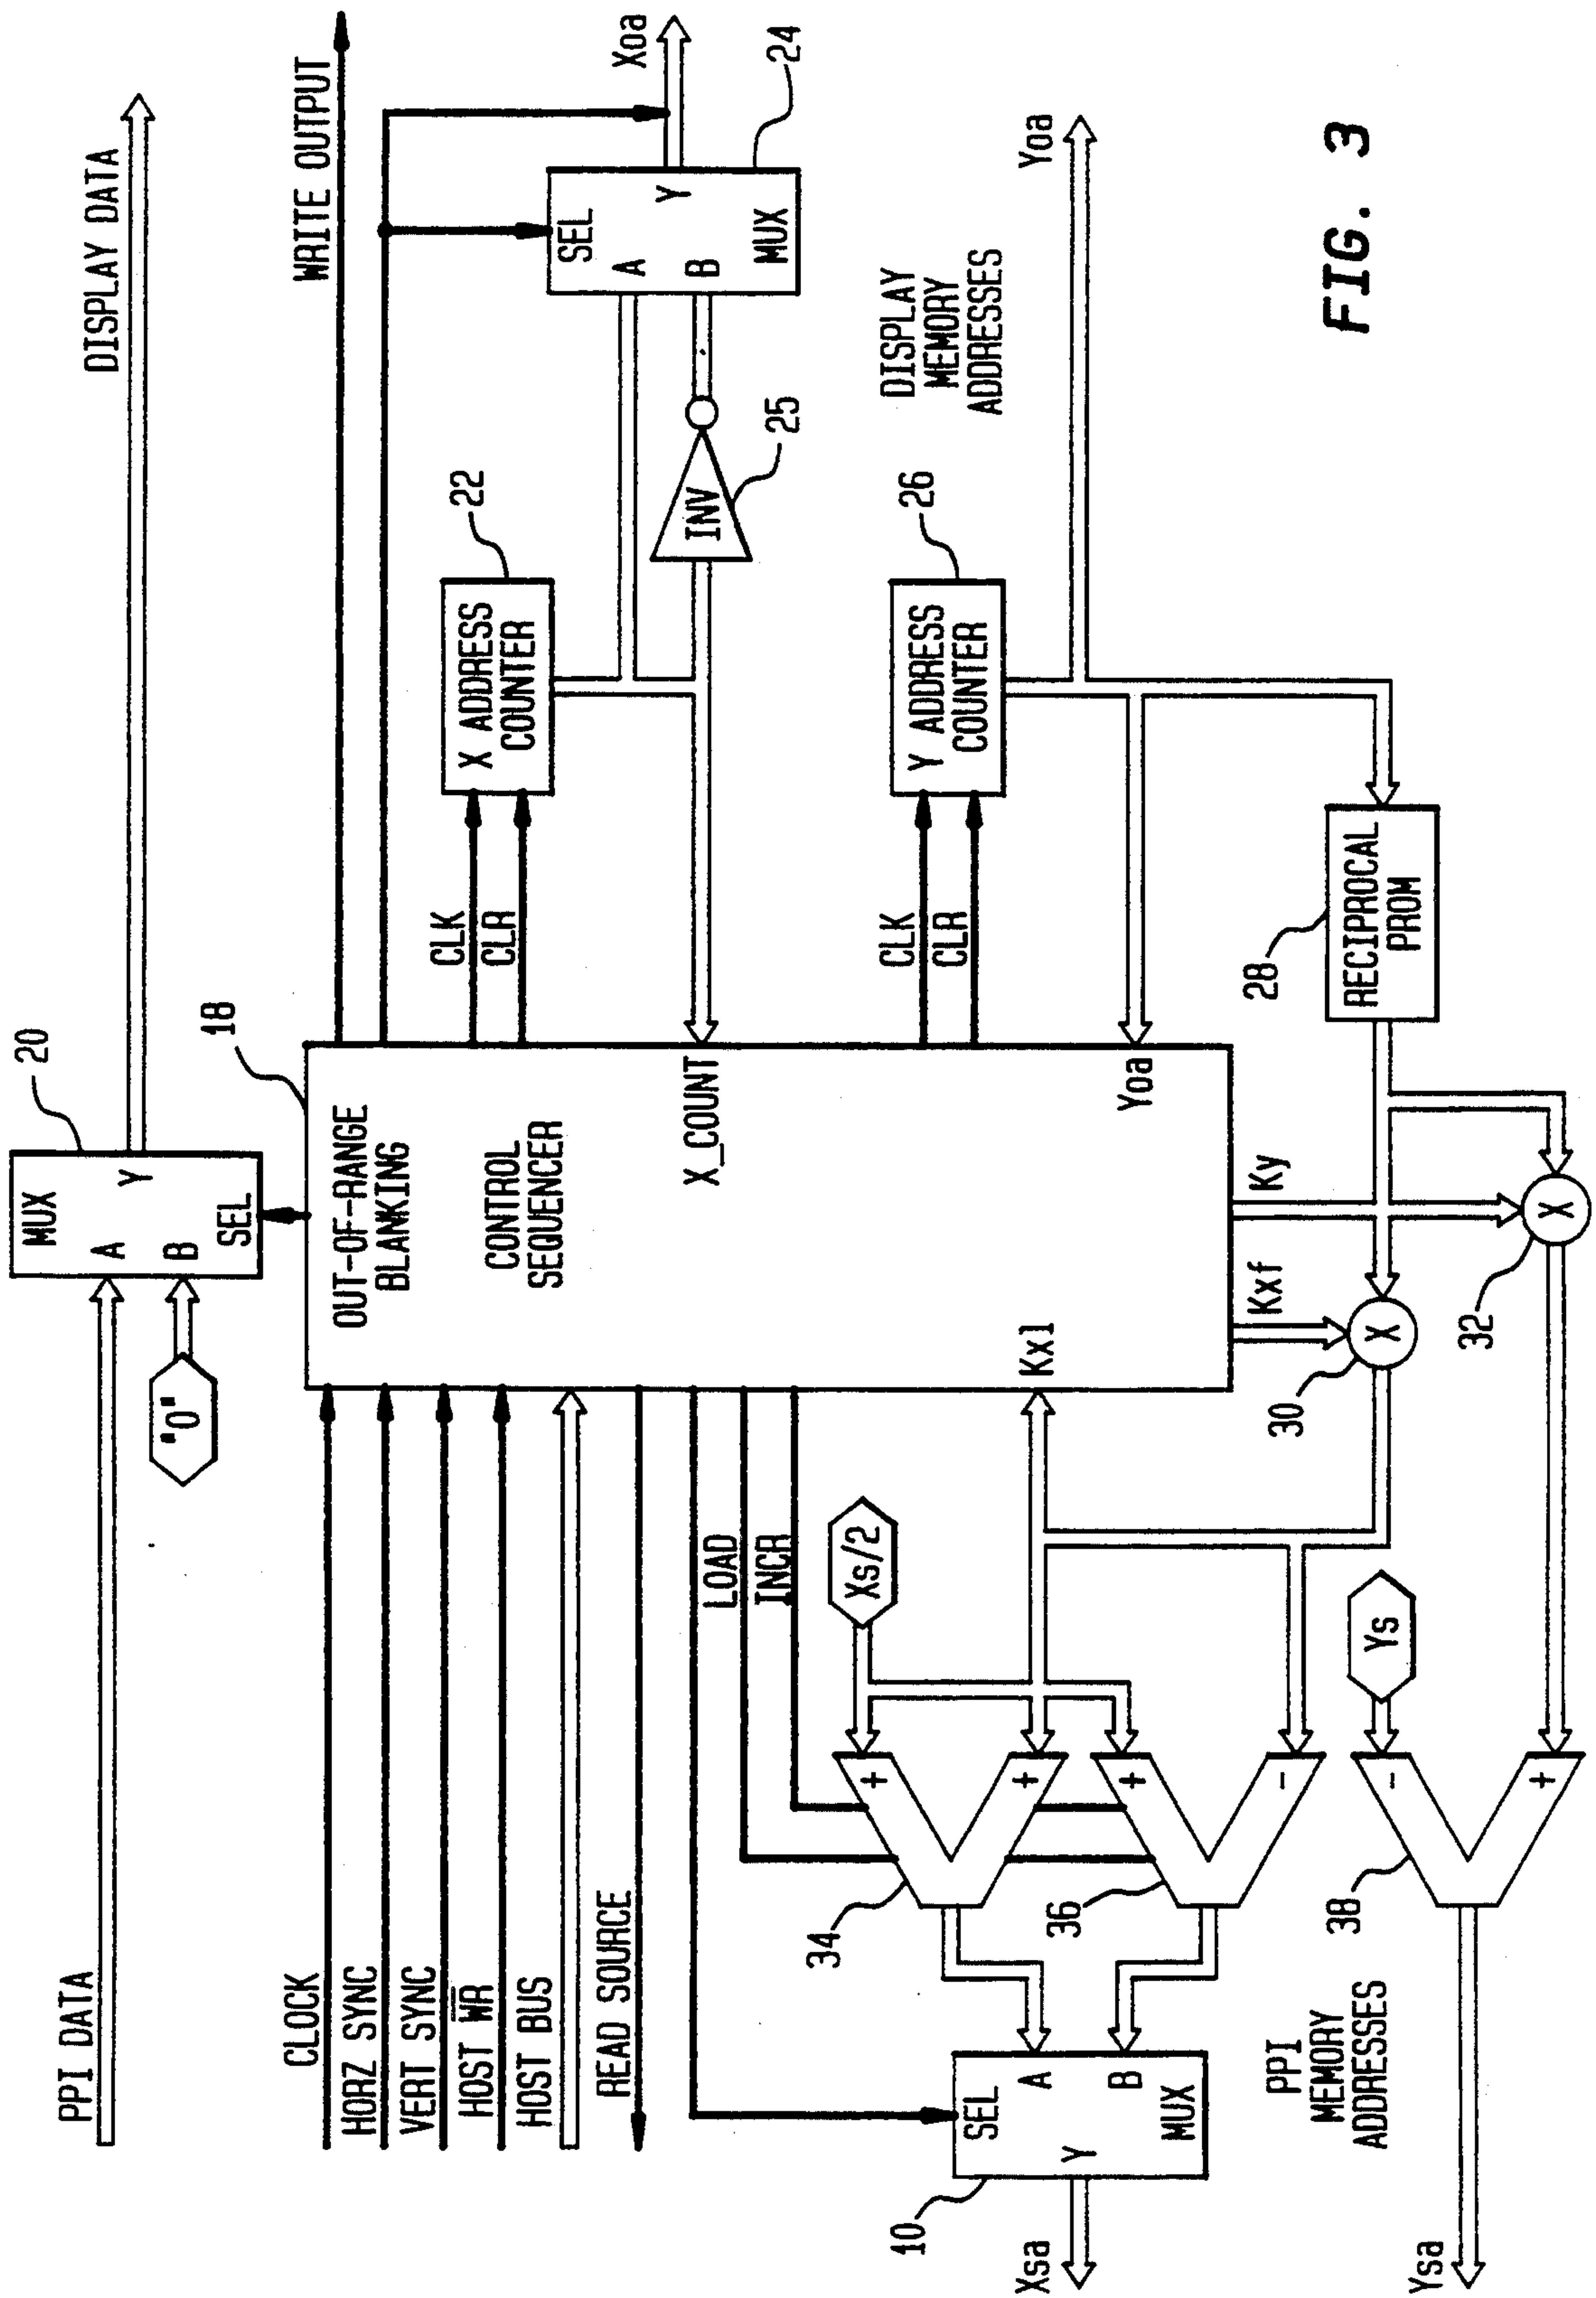 PPI DATA
"0"
MUX
A
B
Y
SEL
20
DISPLAY DATA
CLOCK
HORZ SYNC
VERT SYNC
HOST W̅R̅
HOST BUS
READ SOURCE
LOAD
INCR
18
OUT-OF-RANGE
BLANKING
CONTROL
SEQUENCER
X_COUNT
Kxl
Yoa
Kxf
Ky
WRITE OUTPUT
CLK
CLR
X ADDRESS
COUNTER
22
INV
25
SEL
A
B
Y
MUX
24
Xoa
CLK
CLR
Y ADDRESS
COUNTER
26
DISPLAY
MEMORY
ADDRESSES
Yoa
28
RECIPROCAL
PROM
X
30
X
32
Xs/2
Ys
+
+
34
+
-
36
-
+
38
SEL
A
B
Y
MUX
10
Xsa
PPI
MEMORY
ADDRESSES
Ysa
FIG. 3